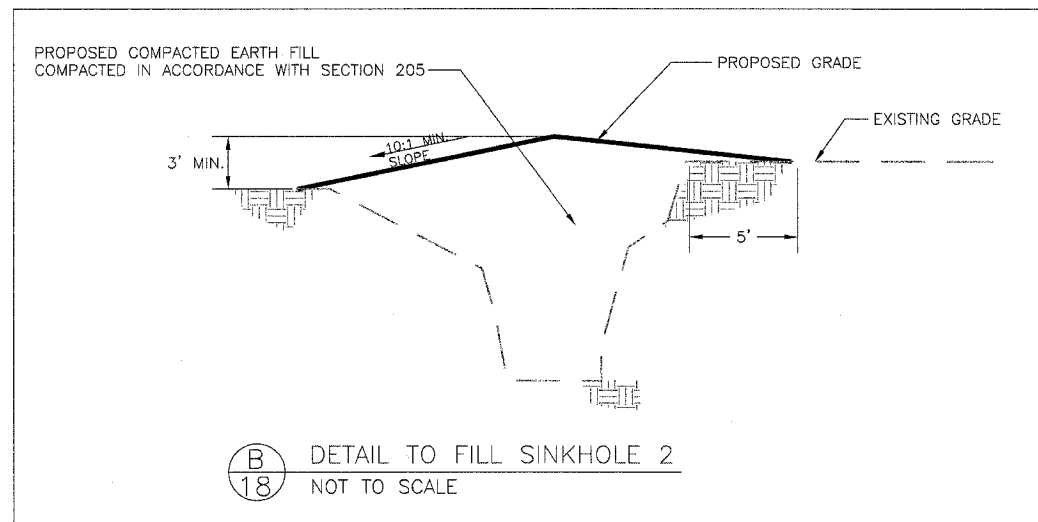 PROPOSED COMPACTED EARTH FILL
COMPACTED IN ACCORDANCE WITH SECTION 205
PROPOSED GRADE
EXISTING GRADE
10:1 MIN.
SLOPE
3' MIN.
5'
B
18
DETAIL TO FILL SINKHOLE 2
NOT TO SCALE